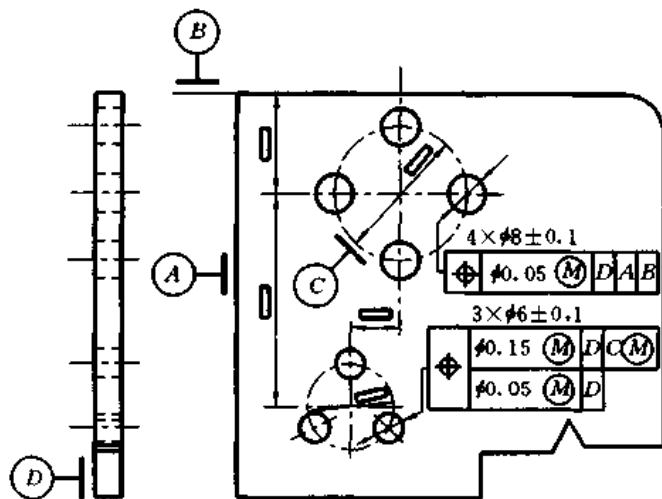 B
A
C
4×φ8±0.1
⌖ φ0.05 Ⓜ D A B
3×φ6±0.1
⌖ φ0.15 Ⓜ D C Ⓜ
φ0.05 Ⓜ D
D